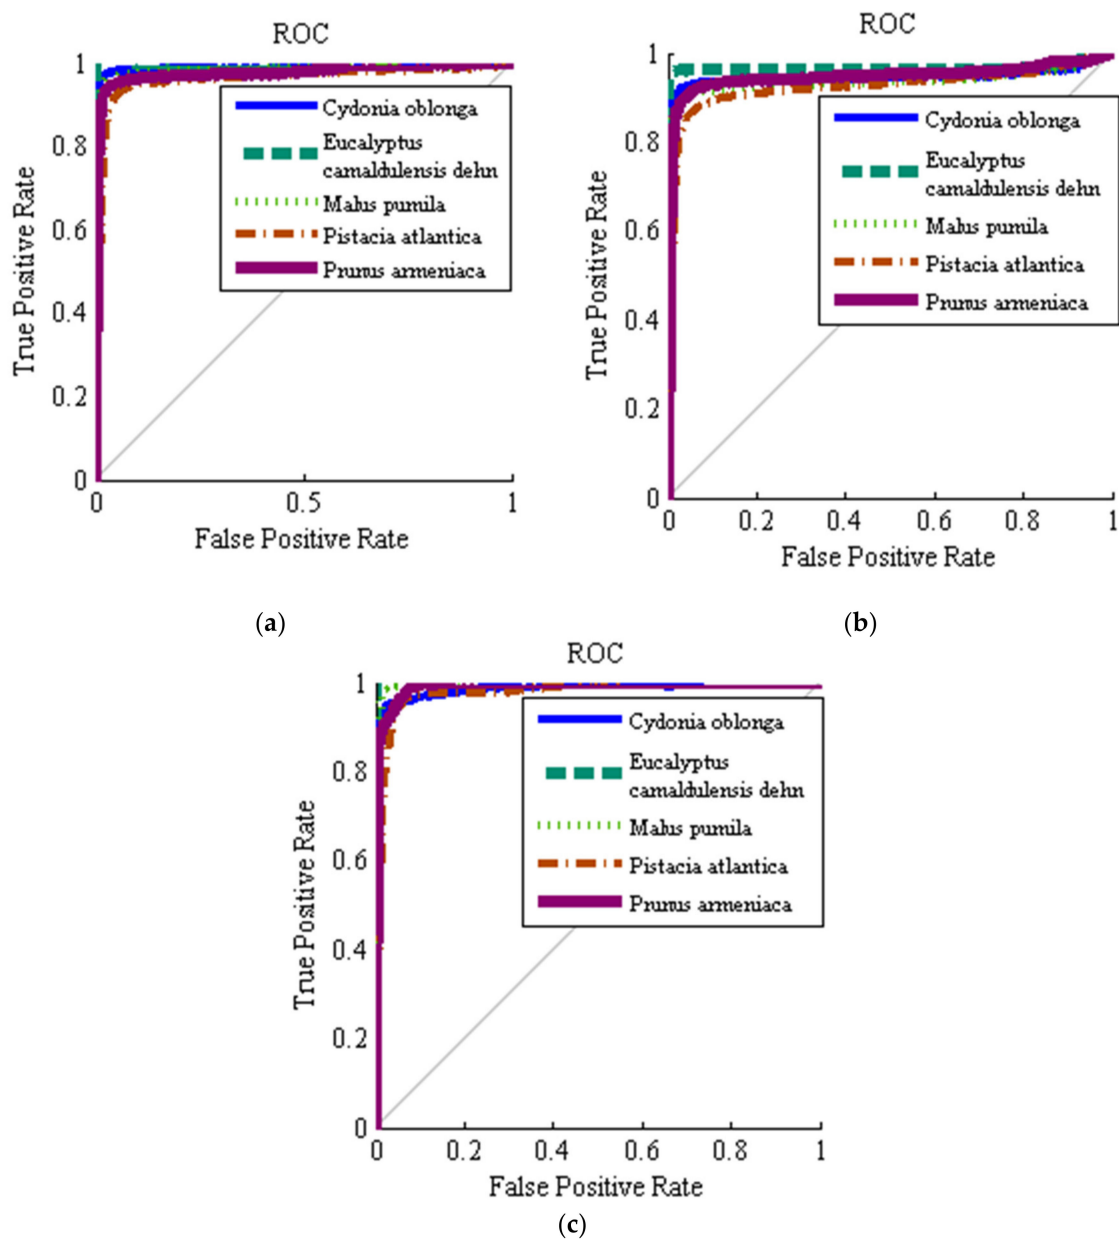 ROC
1
0.8
0.6
0.4
0.2
0
True Positive Rate
Cydonia oblonga
Eucalyptus
camaldulensis dehn
Malus pumila
Pistacia atlantica
Prunus armeniaca
0
0.5
1
False Positive Rate
(a)
ROC
1
0.8
0.6
0.4
0.2
0
True Positive Rate
Cydonia oblonga
Eucalyptus
camaldulensis dehn
Malus pumila
Pistacia atlantica
Prunus armeniaca
0 0.2 0.4 0.6 0.8 1
False Positive Rate
(b)
ROC
1
0.8
0.6
0.4
0.2
0
True Positive Rate
Cydonia oblonga
Eucalyptus
camaldulensis dehn
Malus pumila
Pistacia atlantica
Prunus armeniaca
0 0.2 0.4 0.6 0.8 1
False Positive Rate
(c)